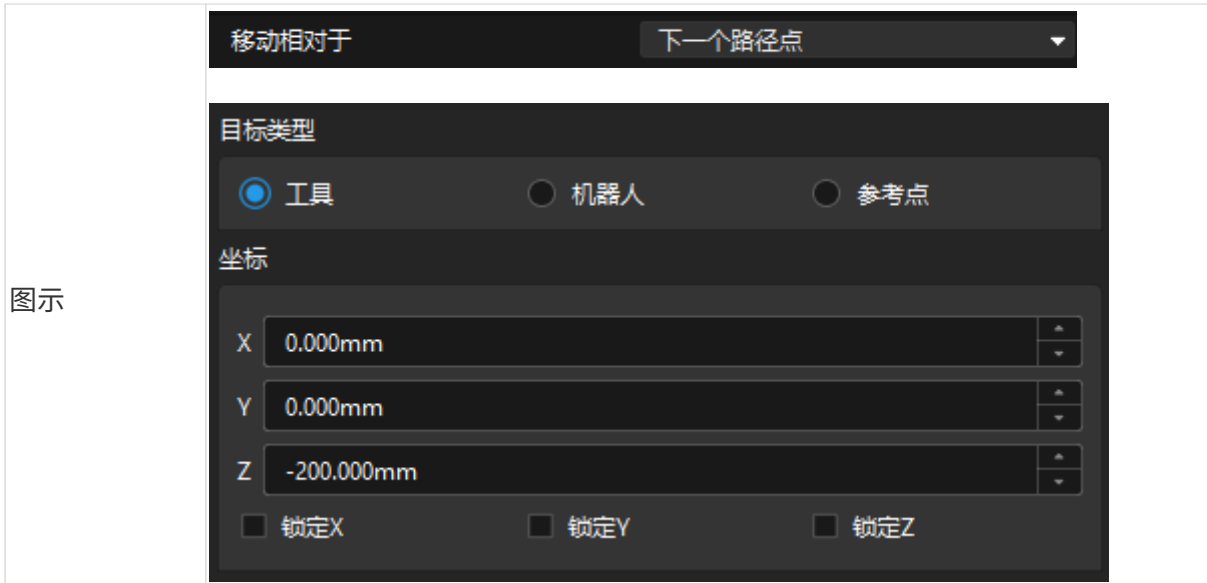 移动相对于 下一个路径点
目标类型
工具 机器人 参考点
坐标
图示
X 0.000mm
Y 0.000mm
Z -200.000mm
锁定X 锁定Y 锁定Z